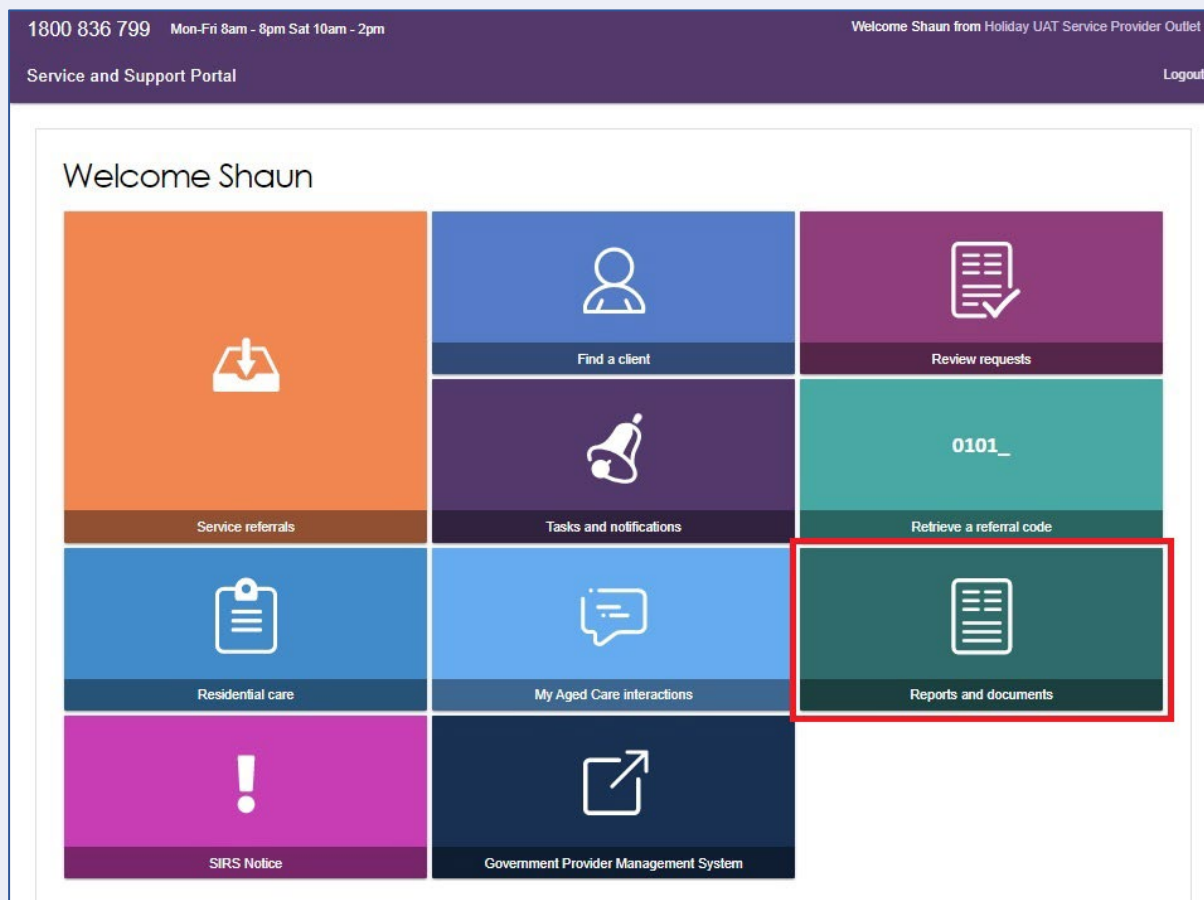 1800 836 799 Mon-Fri 8am - 8pm Sat 10am - 2pm
Welcome Shaun from Holiday UAT Service Provider Outlet
Service and Support Portal
Logout
Welcome Shaun
Find a client
Review requests
0101_
Service referrals
Tasks and notifications
Retrieve a referral code
Residential care
My Aged Care interactions
Reports and documents
SIRS Notice
Government Provider Management System